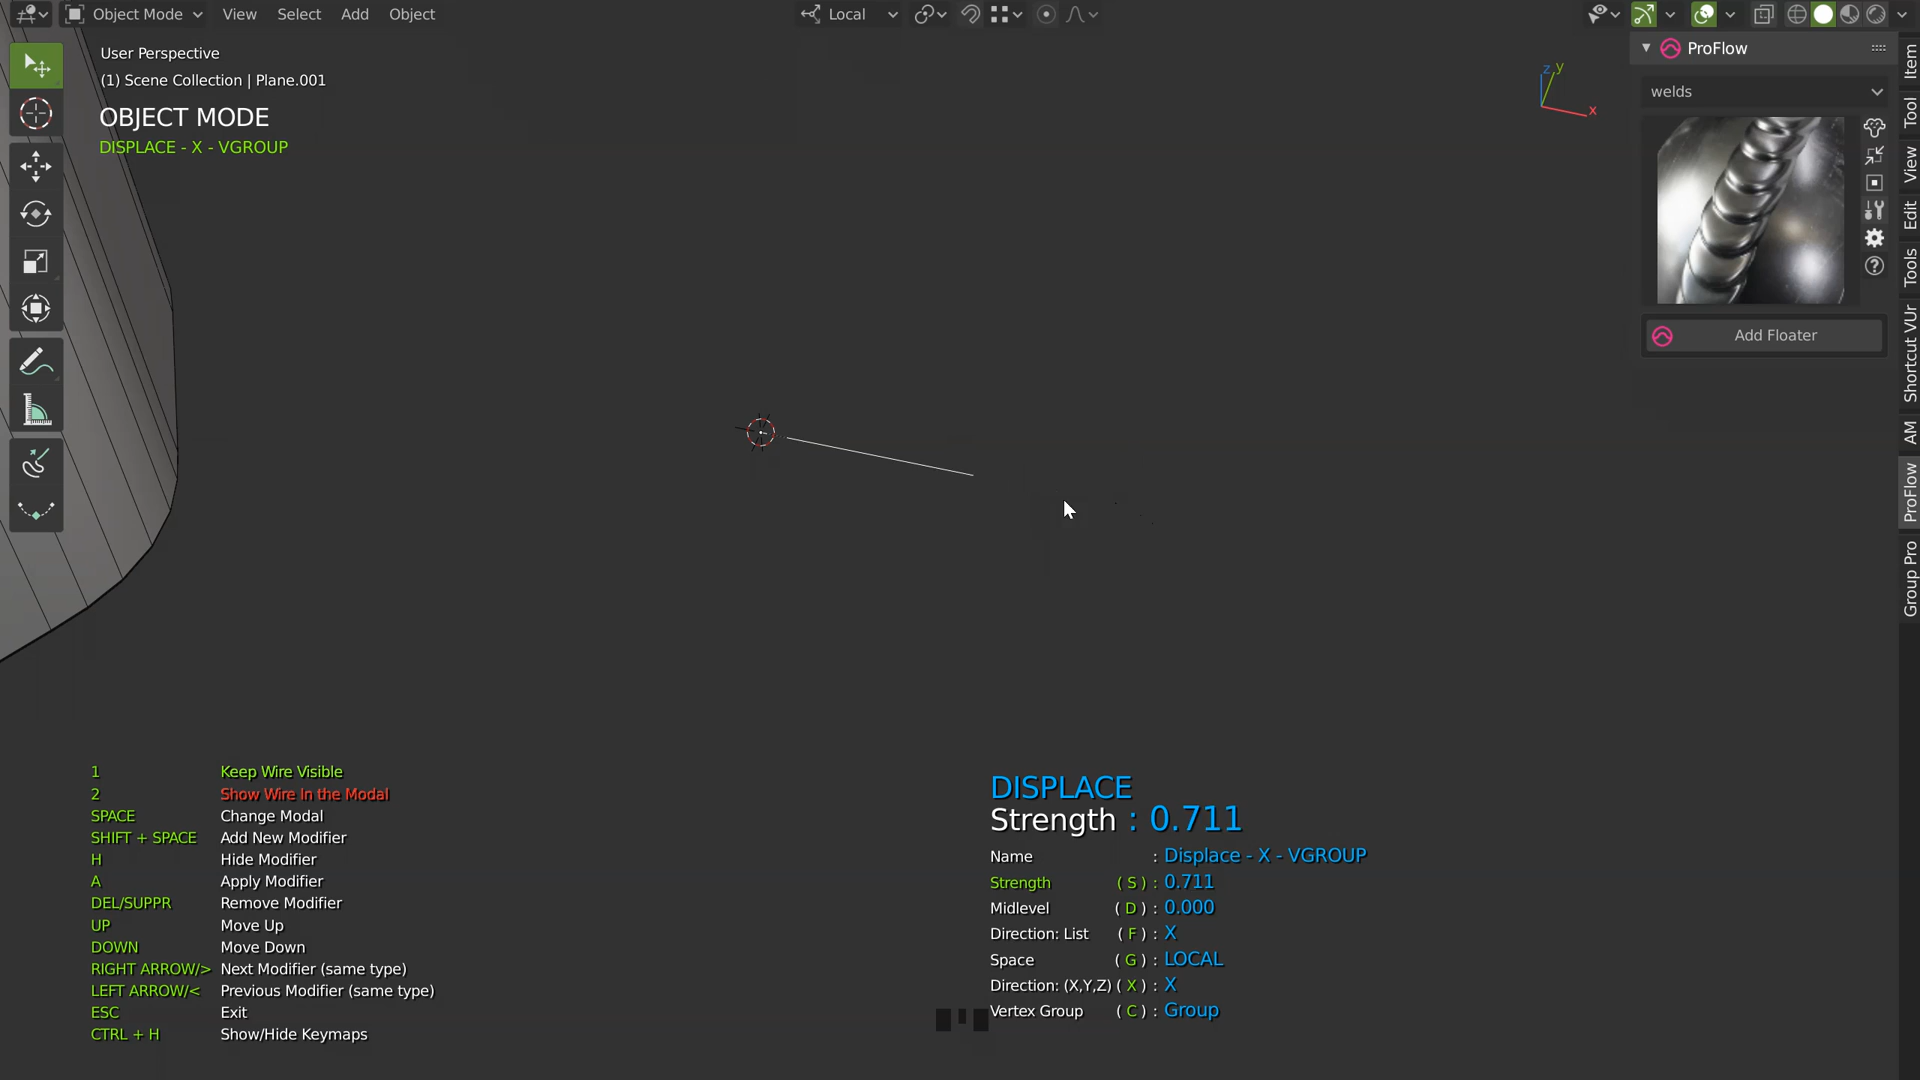 Object Mode View Select Add Object Local
User Perspective
(1) Scene Collection | Plane.001
OBJECT MODE
DISPLACE - X - VGROUP
z y
x
ProFlow
welds
Add Floater
Item
Tool
View
Edit
Tools
Shortcut VUr
AM
ProFlow
Group Pro
1 Keep Wire Visible
2 Show Wire In the Modal
SPACE Change Modal
SHIFT + SPACE Add New Modifier
H Hide Modifier
A Apply Modifier
DEL/SUPPR Remove Modifier
UP Move Up
DOWN Move Down
RIGHT ARROW/> Next Modifier (same type)
LEFT ARROW/< Previous Modifier (same type)
ESC Exit
CTRL + H Show/Hide Keymaps
DISPLACE
Strength : 0.711
Name : Displace - X - VGROUP
Strength ( S ) : 0.711
Midlevel ( D ) : 0.000
Direction: List ( F ) : X
Space ( G ) : LOCAL
Direction: (X,Y,Z) ( X ) : X
Vertex Group ( C ) : Group